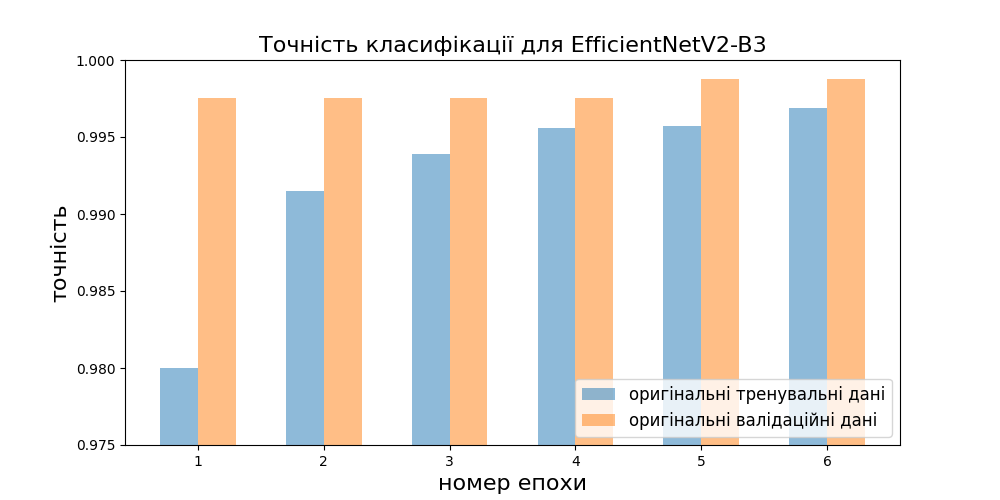 Точність класифікації для EfficientNetV2-B3
точність
1.000
0.995
0.990
0.985
0.980
0.975
оригінальні тренувальні дані
оригінальні валідаційні дані
1 2 3 4 5 6
номер епохи